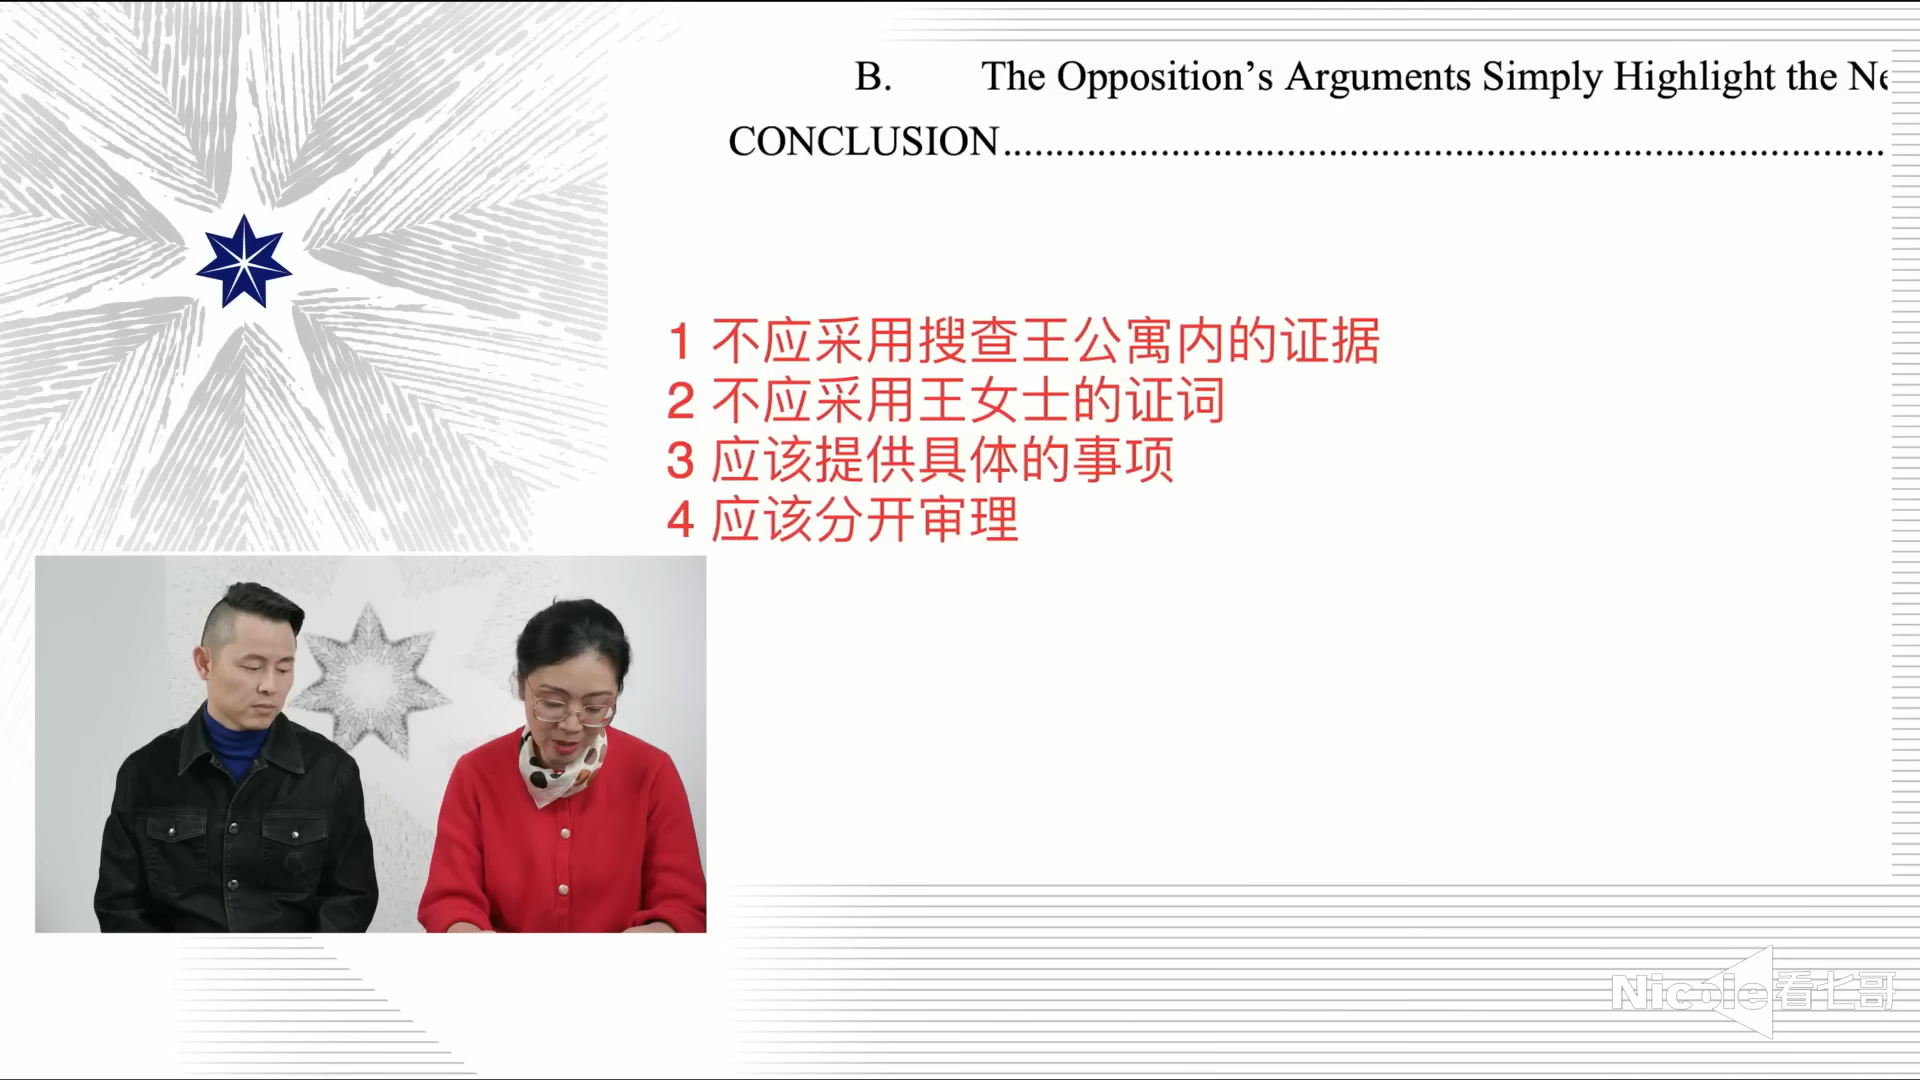 B. The Opposition’s Arguments Simply Highlight the
CONCLUSION................................................................................
1 不应采用搜查王公寓内的证据
2 不应采用王女士的证词
3 应该提供具体的事项
4 应该分开审理
Nicole看七哥